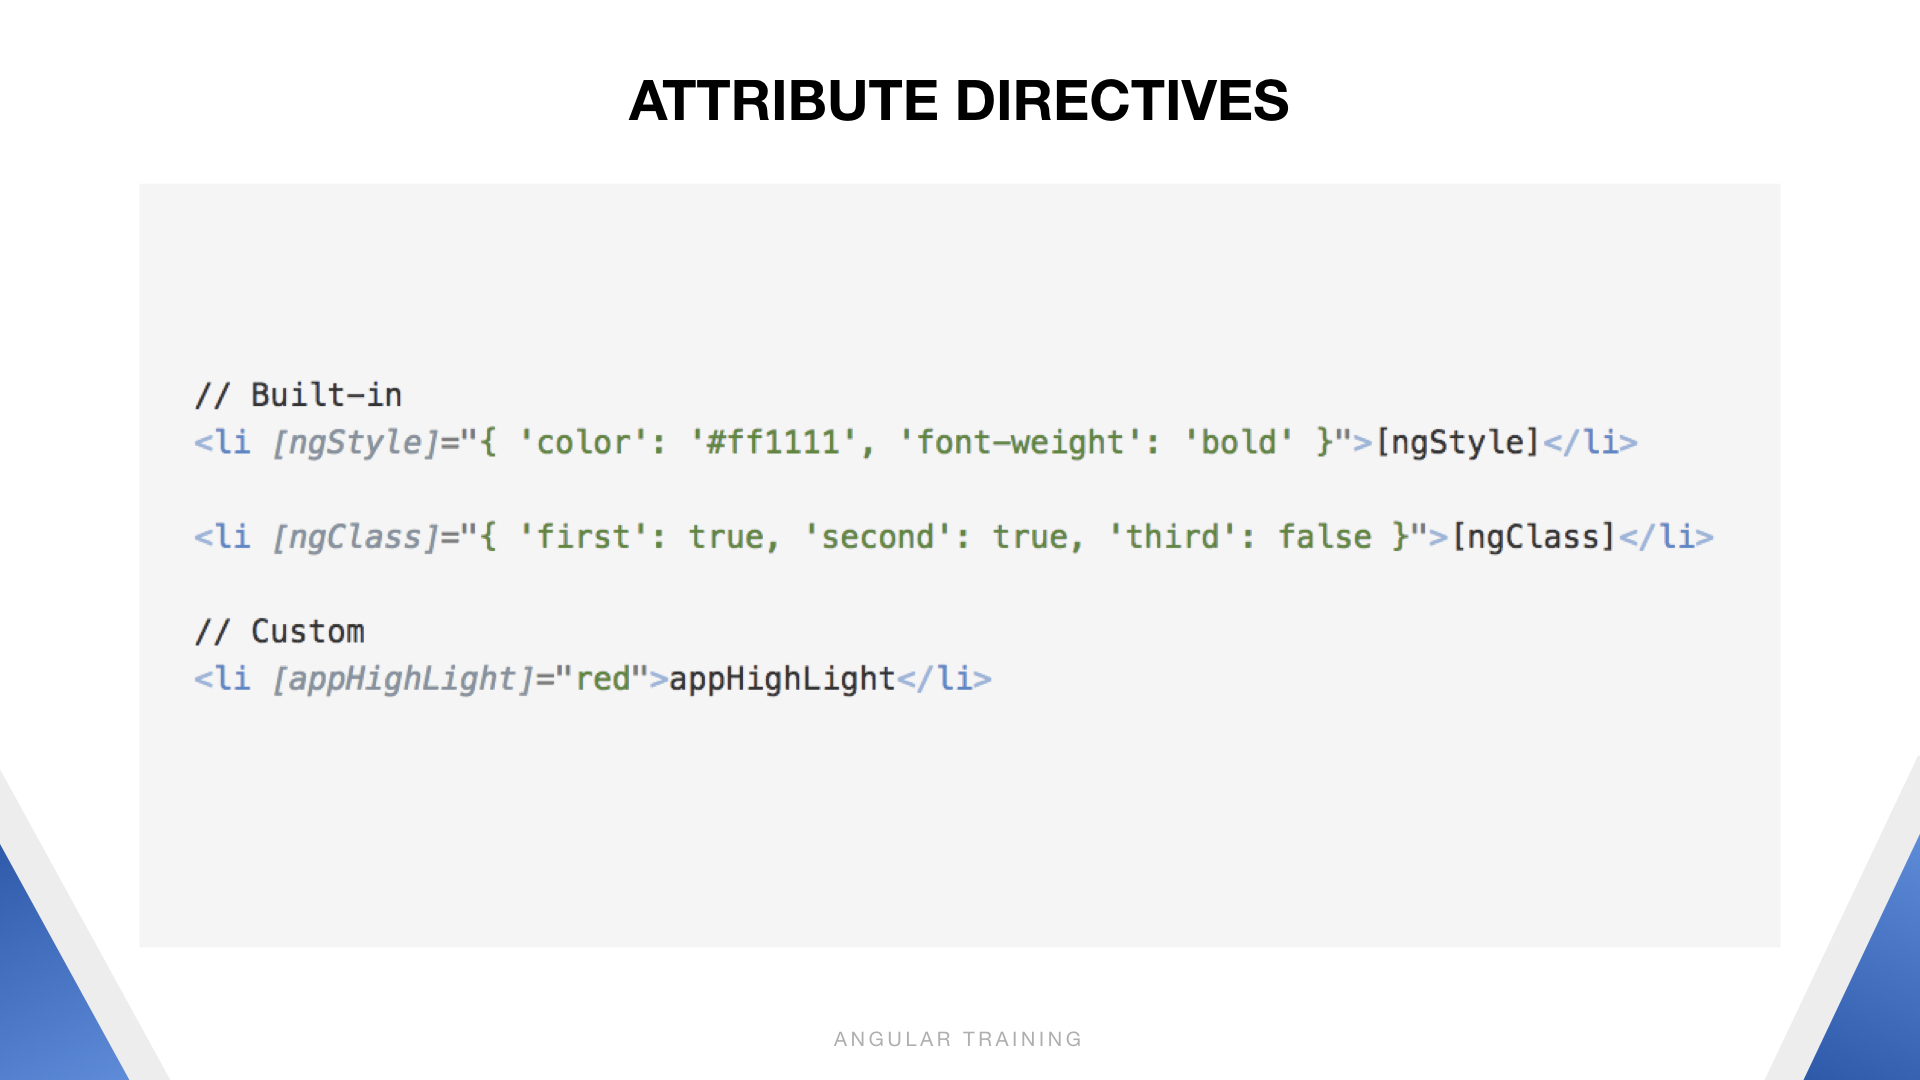 ATTRIBUTE DIRECTIVES
// Built-in
<li [ngStyle]="{ 'color': '#ff1111', 'font-weight': 'bold' }">[ngStyle]</li>
<li [ngClass]="{ 'first': true, 'second': true, 'third': false }">[ngClass]</li>
// Custom
<li [appHighLight]="red">appHighLight</li>
ANGULAR TRAINING